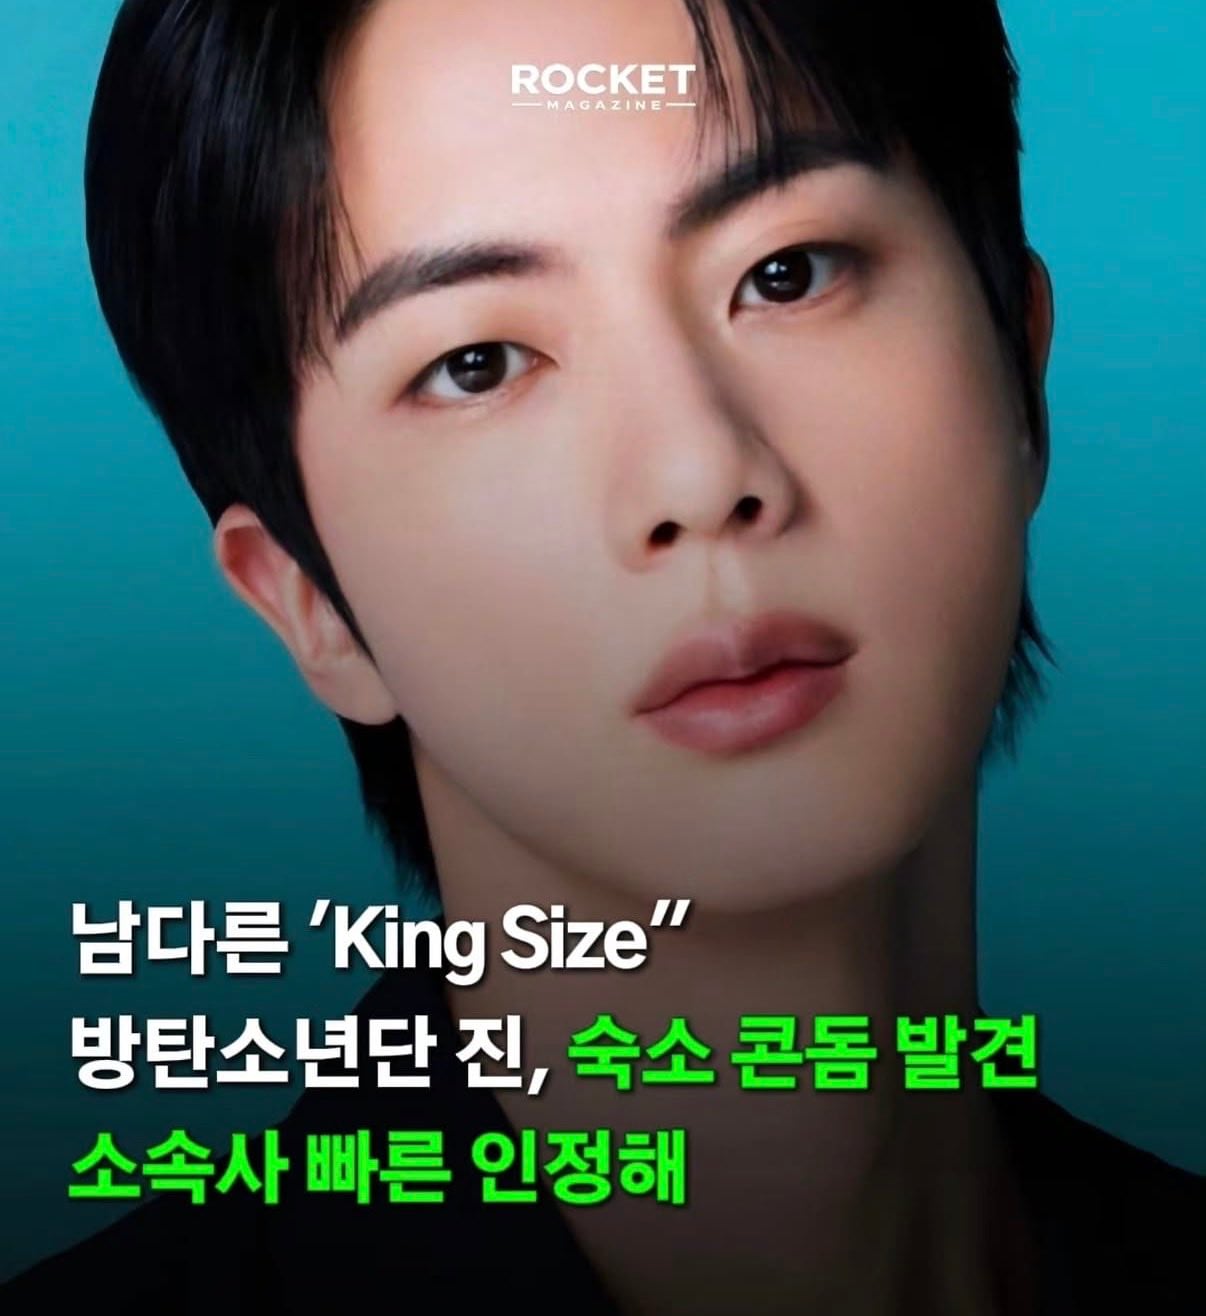 ROCKET
MAGAZINE
남다른 ’King Size”
방탄소년단 진, 숙소 콘돔 발견
소속사 빠른 인정해